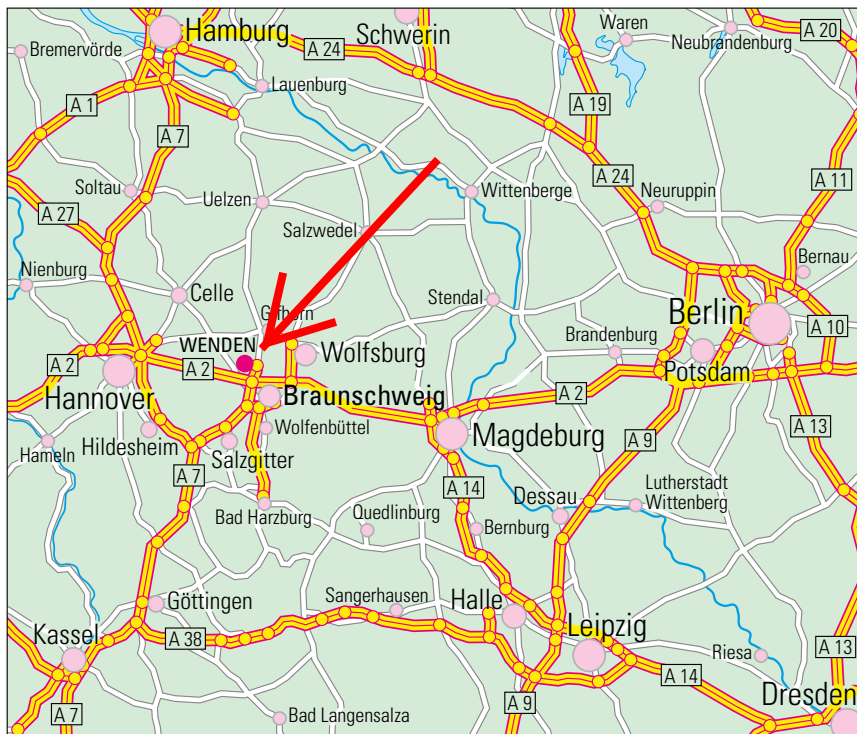 Hamburg
Schwerin
Waren
Neubrandenburg
A 20
Bremervörde
A 24
Lauenburg
A 1
A 7
A 19
Soltau
Uelzen
Wittenberge
A 24
Neuruppin
A 11
A 27
Salzwedel
Nienburg
Celle
Stendal
Bernau
Gifhorn
Berlin
WENDEN
Wolfsburg
Brandenburg
A 10
A 2
A 2
Potsdam
Hannover
Braunschweig
A 2
Wolfenbüttel
Magdeburg
A 9
A 13
Hameln
Hildesheim
Salzgitter
A 7
A 14
Dessau
Lutherstadt
Wittenberg
Bad Harzburg
Quedlinburg
Bernburg
Göttingen
Sangerhausen
Halle
Leipzig
Kassel
A 38
Riesa
A 13
A 14
A 9
Dresden
A 7
Bad Langensalza